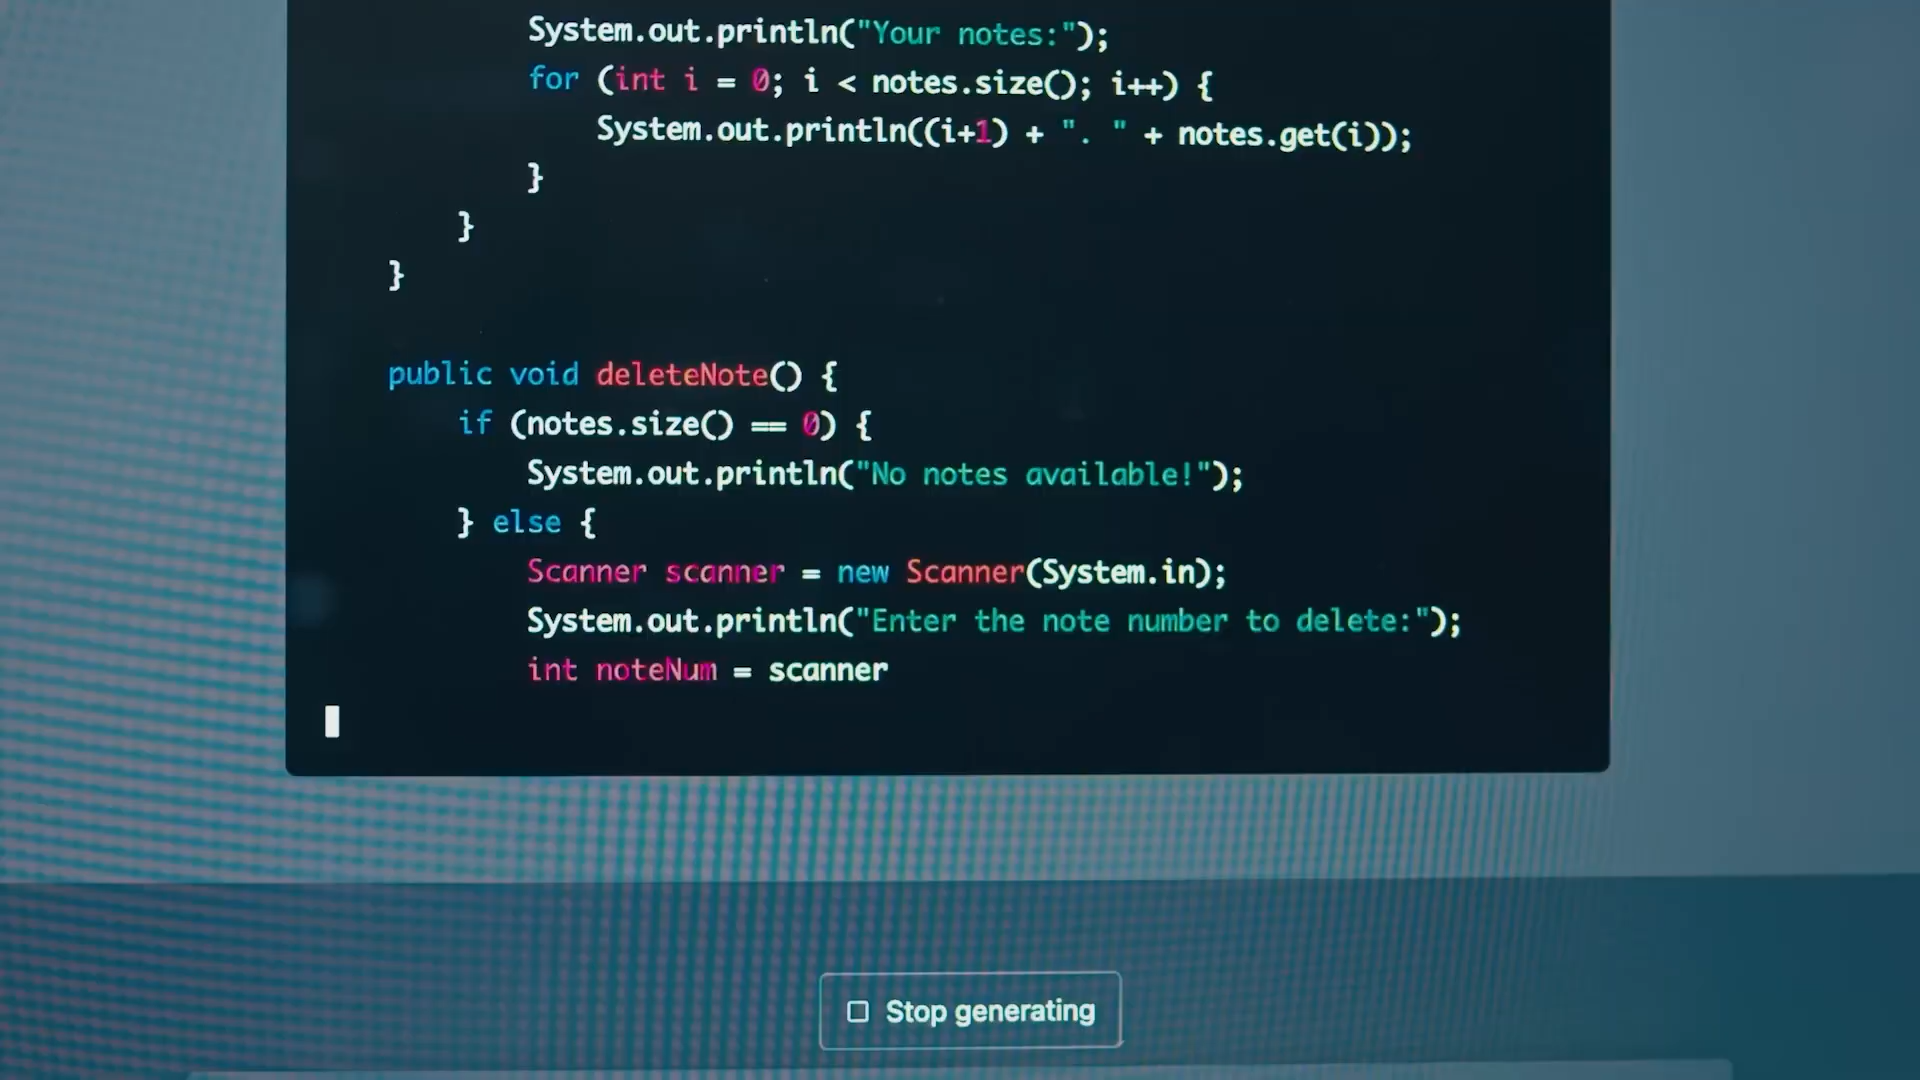 System.out.println("Your notes:");
for (int i = 0; i < notes.size(); i++) {
System.out.println((i+1) + ". " + notes.get(i));
}
}
}
public void deleteNote() {
if (notes.size() == 0) {
System.out.println("No notes available!");
} else {
Scanner scanner = new Scanner(System.in);
System.out.println("Enter the note number to delete:");
int noteNum = scanner
Stop generating